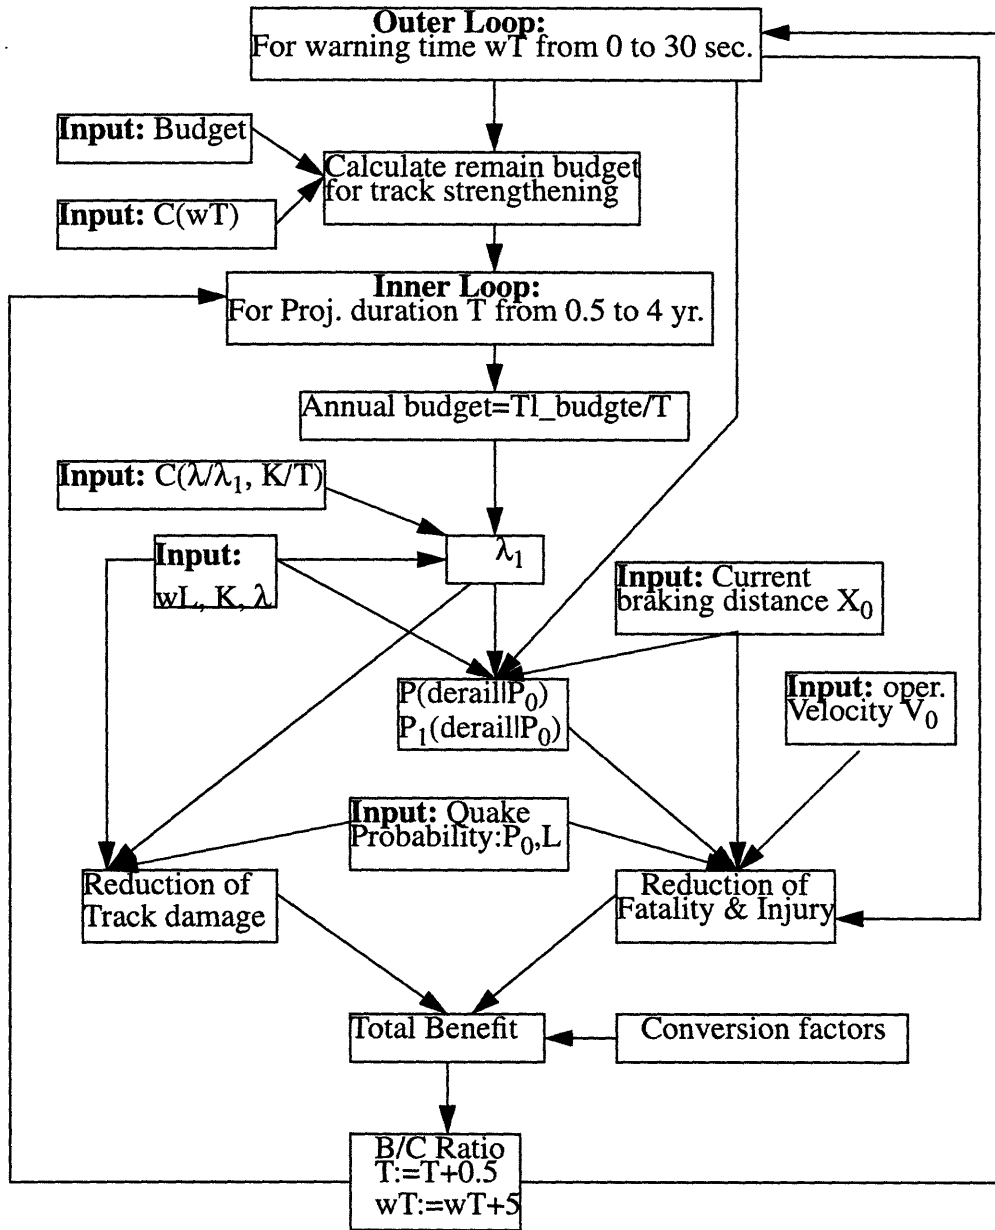 Outer Loop:
For warning time wT from 0 to 30 sec.
Input: Budget
Calculate remain budget
for track strengthening
Input: C(wT)
Inner Loop:
For Proj. duration T from 0.5 to 4 yr.
Annual budget=Tl_budgte/T
Input: C(λ/λ₁, K/T)
λ₁
Input:
wL, K, λ
Input: Current
braking distance X₀
P(derail||P₀)
P₁(derail||P₀)
Input: oper.
Velocity V₀
Input: Quake
Probability:P₀,L
Reduction of
Track damage
Reduction of
Fatality & Injury
Total Benefit
Conversion factors
B/C Ratio
T:=T+0.5
wT:=wT+5